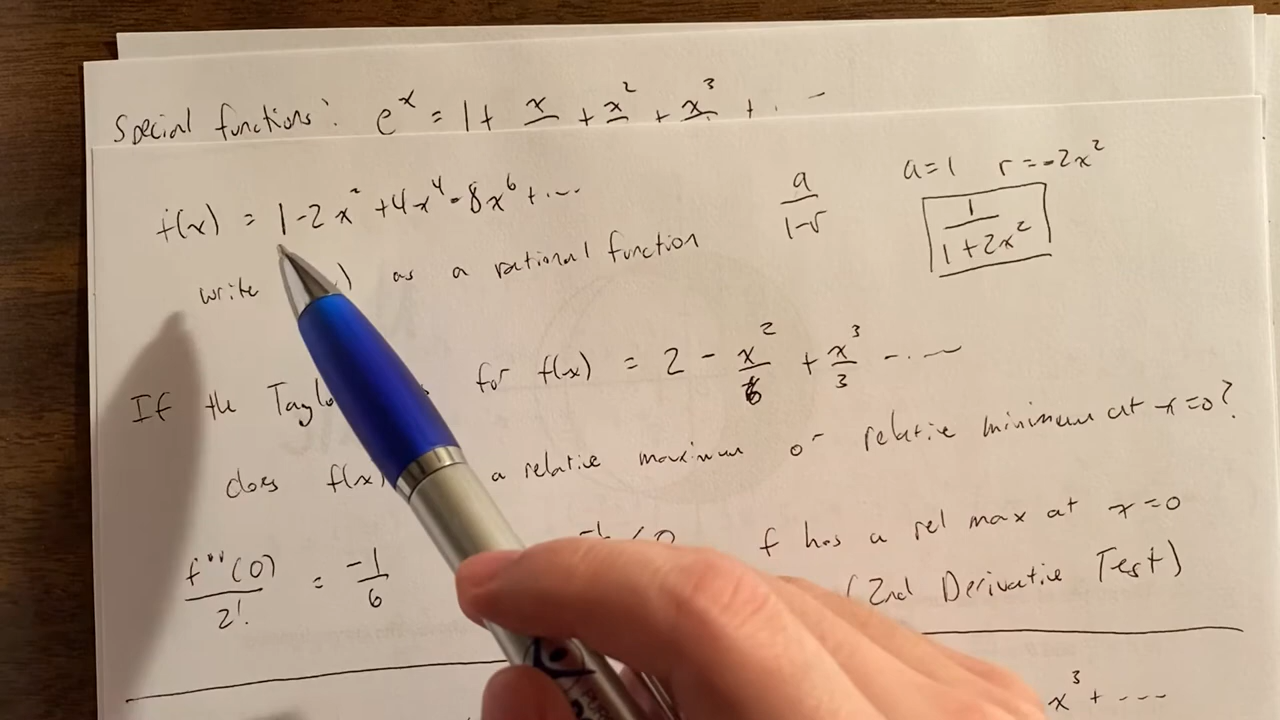 Special functions: e^x = 1 + x + x^2 + x^3 + ...
f(x) = 1 - 2x^2 + 4x^4 - 8x^6 + ...
a/(1-r)
a=1 r=-2x^2
1/(1+2x^2)
write ) as a rational function
If the for f(x) = 2 - x^2/6 + x^3/3 - ...
does f(x) a relative maximum or relative minimum at x=0?
f''(0)/2! = -1/6
< 0
f has a rel max at x=0
(2nd Derivative Test)
x^3 + ---